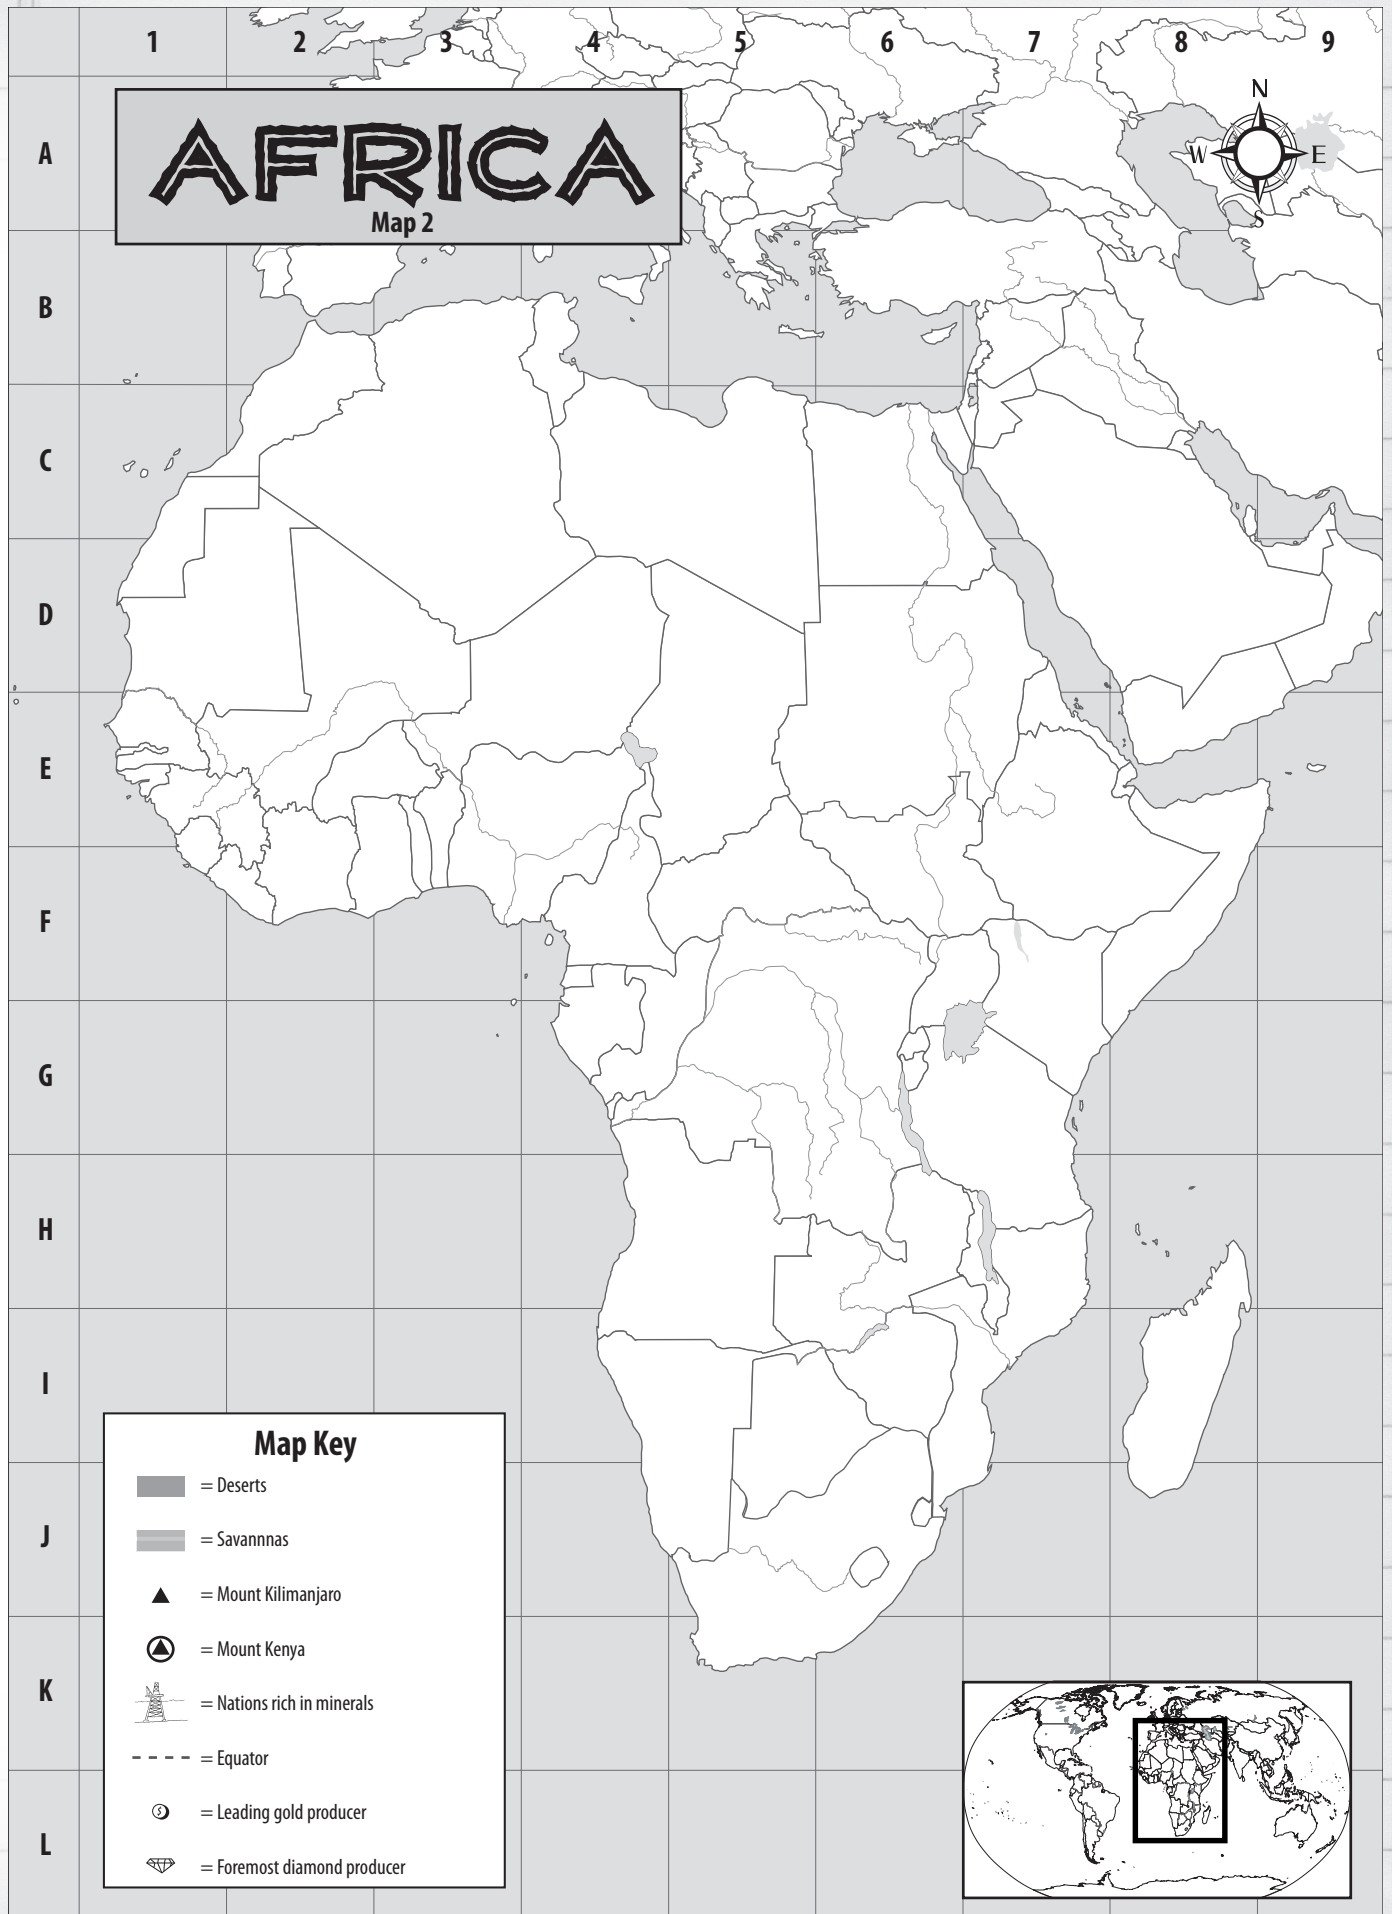 1 2 3 4 5 6 7 8 9
A
B
C
D
E
F
G
H
I
J
K
L
AFRICA
Map 2
N
W E
S
Map Key
= Deserts
= Savannnas
= Mount Kilimanjaro
= Mount Kenya
= Nations rich in minerals
= Equator
= Leading gold producer
= Foremost diamond producer